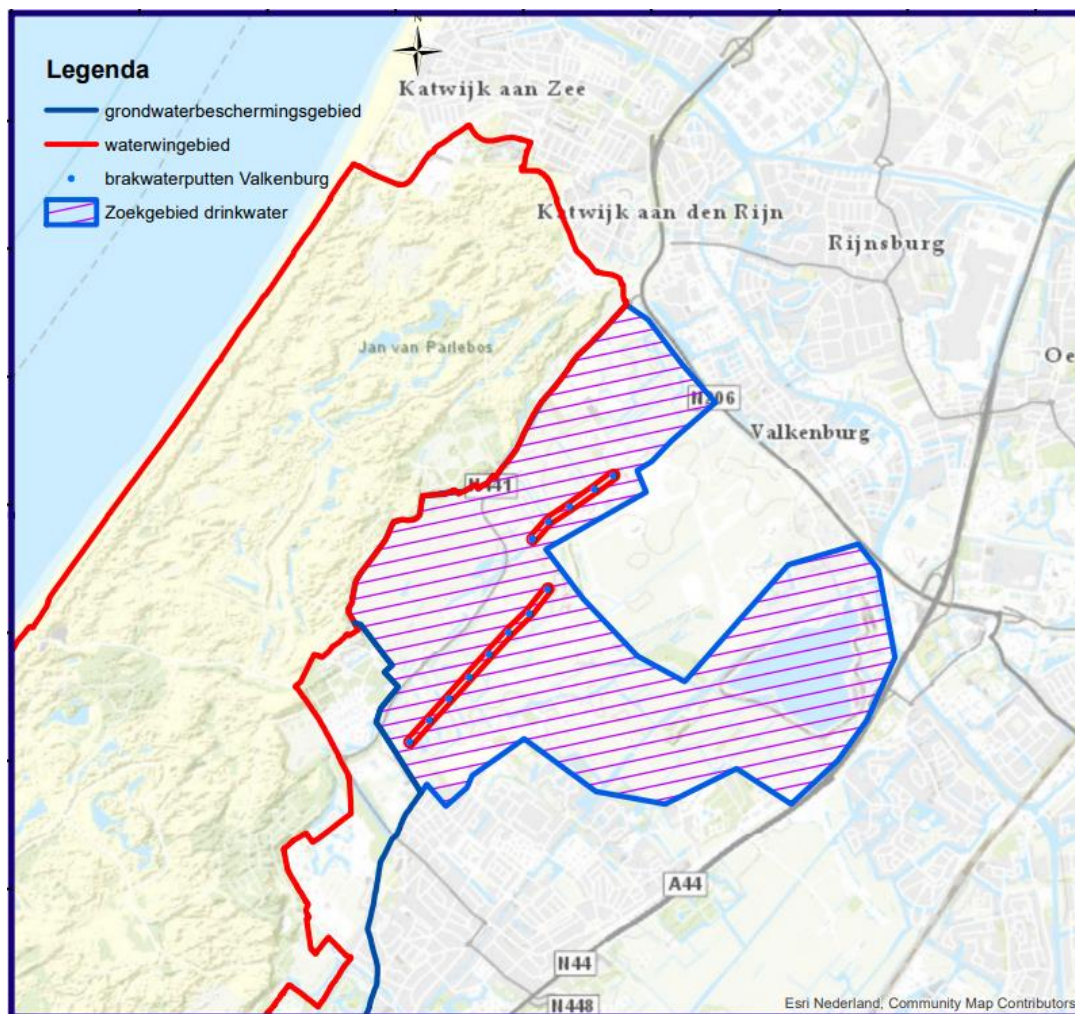 N
Legenda
grondwaterbeschermingsgebied
waterwingebied
brakwaterputten Valkenburg
Zoekgebied drinkwater
Katwijk aan Zee
Katwijk aan den Rijn
Rijnsburg
Jan van Parlebos
Oe
N206
Valkenburg
N441
A44
N44
N448
Esri Nederland, Community Map Contributors